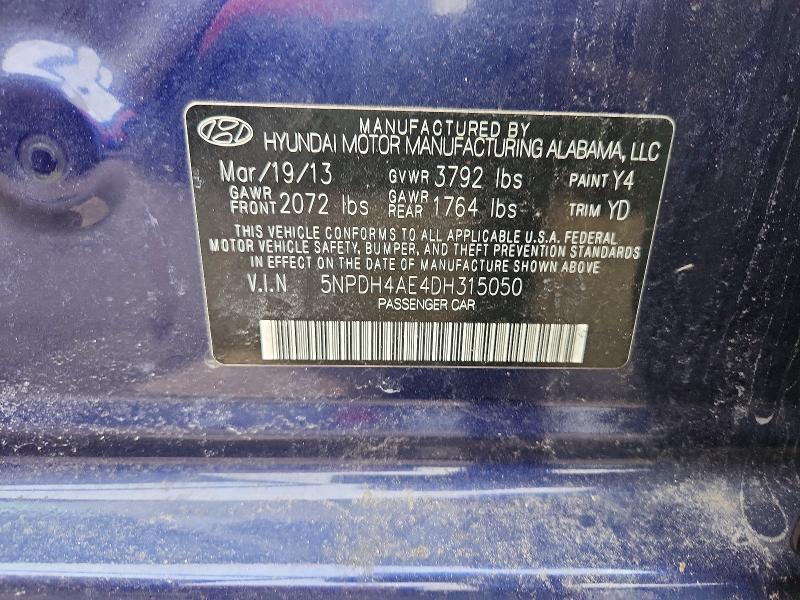 MANUFACTURED BY
HYUNDAI MOTOR MANUFACTURING ALABAMA, LLC
Mar/19/13 GVWR 3792 lbs PAINT Y4
GAWR FRONT 2072 lbs GAWR REAR 1764 lbs TRIM YD
THIS VEHICLE CONFORMS TO ALL APPLICABLE U.S.A. FEDERAL
MOTOR VEHICLE SAFETY, BUMPER, AND THEFT PREVENTION STANDARDS
IN EFFECT ON THE DATE OF MANUFACTURE SHOWN ABOVE
V.I.N 5NPDH4AE4DH315050
PASSENGER CAR